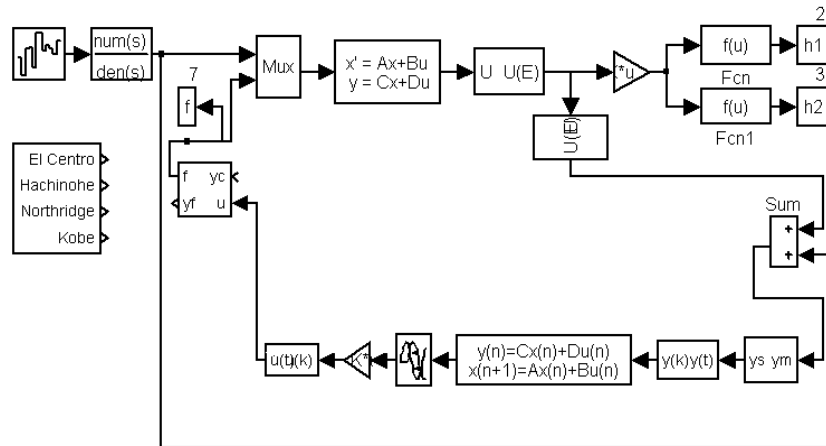 num(s)
den(s)
Mux
x' = Ax+Bu
y = Cx+Du
U U(E)
*u
f(u)
Fcn
2
h1
f(u)
Fcn1
3
h2
7
f
U(E)
El Centro
Hachinohe
Northridge
Kobe
f yc
yf u
Sum
+
+
u(t)(k)
K*
y(n)=Cx(n)+Du(n)
x(n+1)=Ax(n)+Bu(n)
y(k)y(t)
ys ym